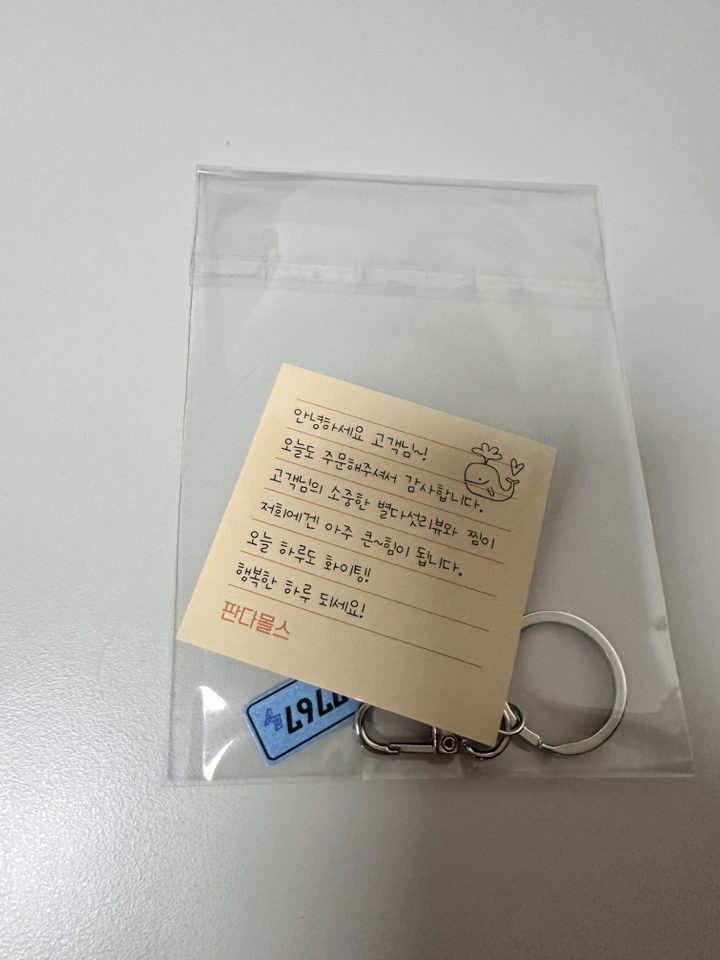 안녕하세요 고객님~!
오늘도 주문해주셔서 감사합니다.
고객님의 소중한 별다섯리뷰와 찜이
저희에겐 아주 큰~힘이 됩니다.
오늘 하루도 화이팅!!
행복한 하루 되세요!
판다몰스
7767